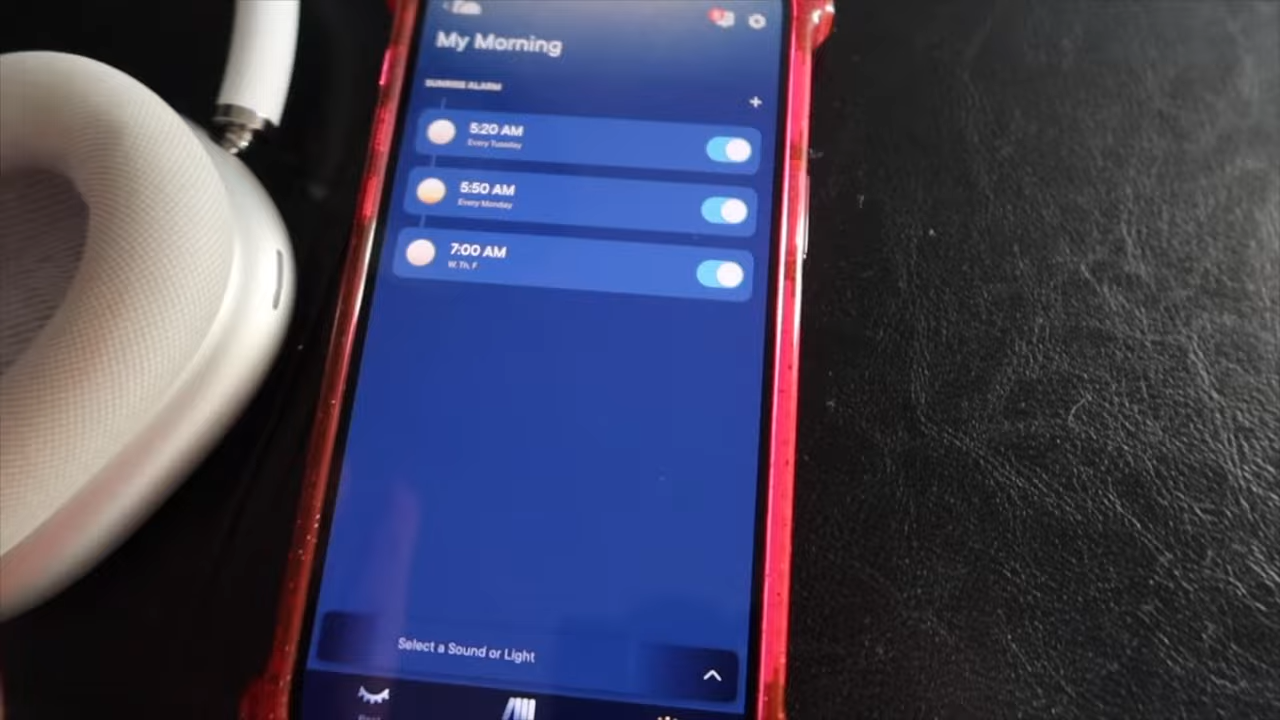 My Morning
SUNRISE ALARM
+
5:20 AM
Every Tuesday
5:50 AM
Every Monday
7:00 AM
W, Th, F
Select a Sound or Light